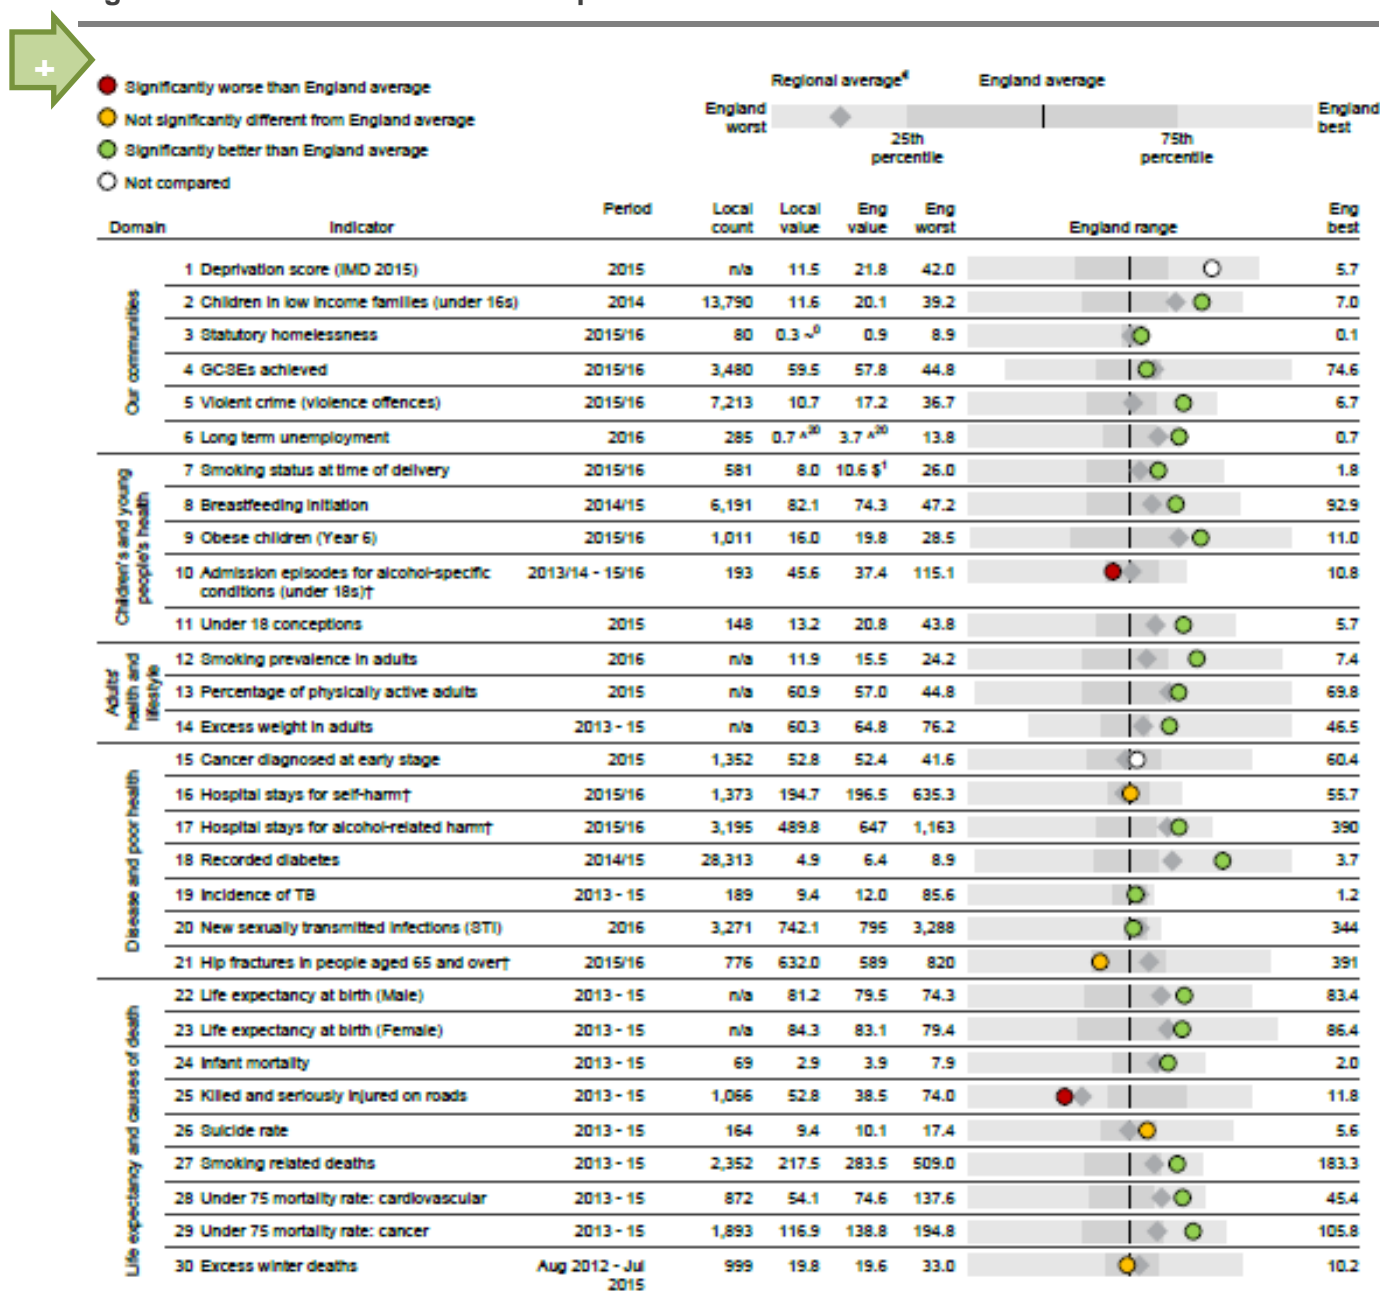 +
Significantly worse than England average
Not significantly different from England average
Significantly better than England average
Not compared
Regional average⁴ England average
England worst England best
25th percentile 75th percentile
Domain Indicator Period Local count Local value Eng value Eng worst England range Eng best
Our communities
1 Deprivation score (IMD 2015) 2015 n/a 11.5 21.8 42.0 5.7
2 Children in low income families (under 16s) 2014 13,790 11.6 20.1 39.2 7.0
3 Statutory homelessness 2015/16 80 0.3 ~⁰ 0.9 8.9 0.1
4 GCSEs achieved 2015/16 3,480 59.5 57.8 44.8 74.6
5 Violent crime (violence offences) 2015/16 7,213 10.7 17.2 36.7 6.7
6 Long term unemployment 2016 285 0.7 ^²⁰ 3.7 ^²⁰ 13.8 0.7
Children's and young people's health
7 Smoking status at time of delivery 2015/16 581 8.0 10.6 $¹ 26.0 1.8
8 Breastfeeding initiation 2014/15 6,191 82.1 74.3 47.2 92.9
9 Obese children (Year 6) 2015/16 1,011 16.0 19.8 28.5 11.0
10 Admission episodes for alcohol-specific 2013/14 - 15/16 193 45.6 37.4 115.1 10.8
conditions (under 18s)†
11 Under 18 conceptions 2015 148 13.2 20.8 43.8 5.7
Adults' health and lifestyle
12 Smoking prevalence in adults 2016 n/a 11.9 15.5 24.2 7.4
13 Percentage of physically active adults 2015 n/a 60.9 57.0 44.8 69.8
14 Excess weight in adults 2013 - 15 n/a 60.3 64.8 76.2 46.5
Disease and poor health
15 Cancer diagnosed at early stage 2015 1,352 52.8 52.4 41.6 60.4
16 Hospital stays for self-harm† 2015/16 1,373 194.7 196.5 635.3 55.7
17 Hospital stays for alcohol-related harm† 2015/16 3,195 489.8 647 1,163 390
18 Recorded diabetes 2014/15 28,313 4.9 6.4 8.9 3.7
19 Incidence of TB 2013 - 15 189 9.4 12.0 85.6 1.2
20 New sexually transmitted infections (STI) 2016 3,271 742.1 795 3,288 344
21 Hip fractures in people aged 65 and over† 2015/16 776 632.0 589 820 391
Life expectancy and causes of death
22 Life expectancy at birth (Male) 2013 - 15 n/a 81.2 79.5 74.3 83.4
23 Life expectancy at birth (Female) 2013 - 15 n/a 84.3 83.1 79.4 86.4
24 Infant mortality 2013 - 15 69 2.9 3.9 7.9 2.0
25 Killed and seriously injured on roads 2013 - 15 1,066 52.8 38.5 74.0 11.8
26 Suicide rate 2013 - 15 164 9.4 10.1 17.4 5.6
27 Smoking related deaths 2013 - 15 2,352 217.5 283.5 509.0 183.3
28 Under 75 mortality rate: cardiovascular 2013 - 15 872 54.1 74.6 137.6 45.4
29 Under 75 mortality rate: cancer 2013 - 15 1,893 116.9 138.8 194.8 105.8
30 Excess winter deaths Aug 2012 - Jul 999 19.8 19.6 33.0 10.2
2015